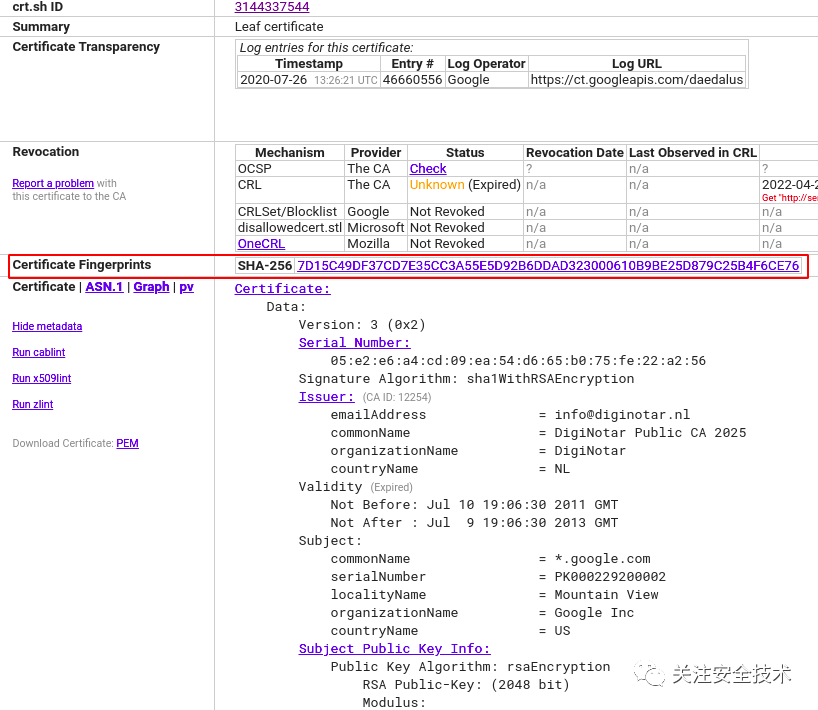 crt.sh ID 3144337544
Summary Leaf certificate
Certificate Transparency Log entries for this certificate:
Timestamp Entry # Log Operator Log URL
2020-07-26 13:26:21 UTC 46660556 Google https://ct.googleapis.com/daedalus
Revocation Mechanism Provider Status Revocation Date Last Observed in CRL
OCSP The CA Check ? n/a ?
Report a problem with this certificate to the CA
CRL The CA Unknown (Expired) n/a n/a 2022-04-2
Get "http://se
CRLSet/Blocklist Google Not Revoked n/a n/a n/a
disallowedcert.stl Microsoft Not Revoked n/a n/a n/a
OneCRL Mozilla Not Revoked n/a n/a n/a
Certificate Fingerprints SHA-256 7D15C49DF37CD7E35CC3A55E5D92B6DDAD323000610B9BE25D879C25B4F6CE76
Certificate | ASN.1 | Graph | pv
Hide metadata
Run cablint
Run x509lint
Run zlint
Download Certificate: PEM
Certificate:
Data:
Version: 3 (0x2)
Serial Number:
05:e2:e6:a4:cd:09:ea:54:d6:65:b0:75:fe:22:a2:56
Signature Algorithm: sha1WithRSAEncryption
Issuer: (CA ID: 12254)
emailAddress = info@diginotar.nl
commonName = DigiNotar Public CA 2025
organizationName = DigiNotar
countryName = NL
Validity (Expired)
Not Before: Jul 10 19:06:30 2011 GMT
Not After : Jul 9 19:06:30 2013 GMT
Subject:
commonName = *.google.com
serialNumber = PK000229200002
localityName = Mountain View
organizationName = Google Inc
countryName = US
Subject Public Key Info:
Public Key Algorithm: rsaEncryption
RSA Public-Key: (2048 bit)
Modulus:
关注安全技术